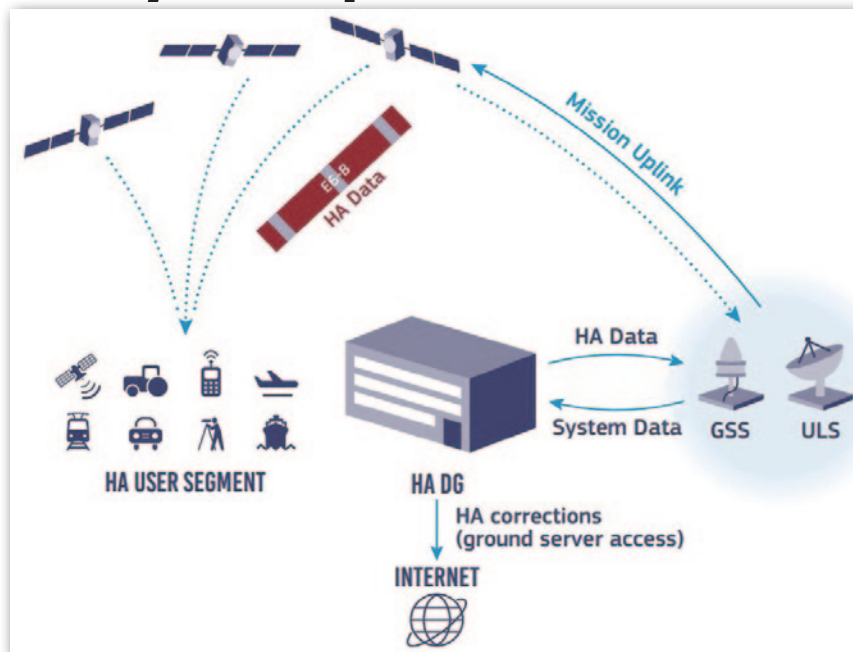 Mission Uplink
E6-B
HA Data
HA Data
System Data
GSS
ULS
HA USER SEGMENT
HA DG
HA corrections
(ground server access)
INTERNET